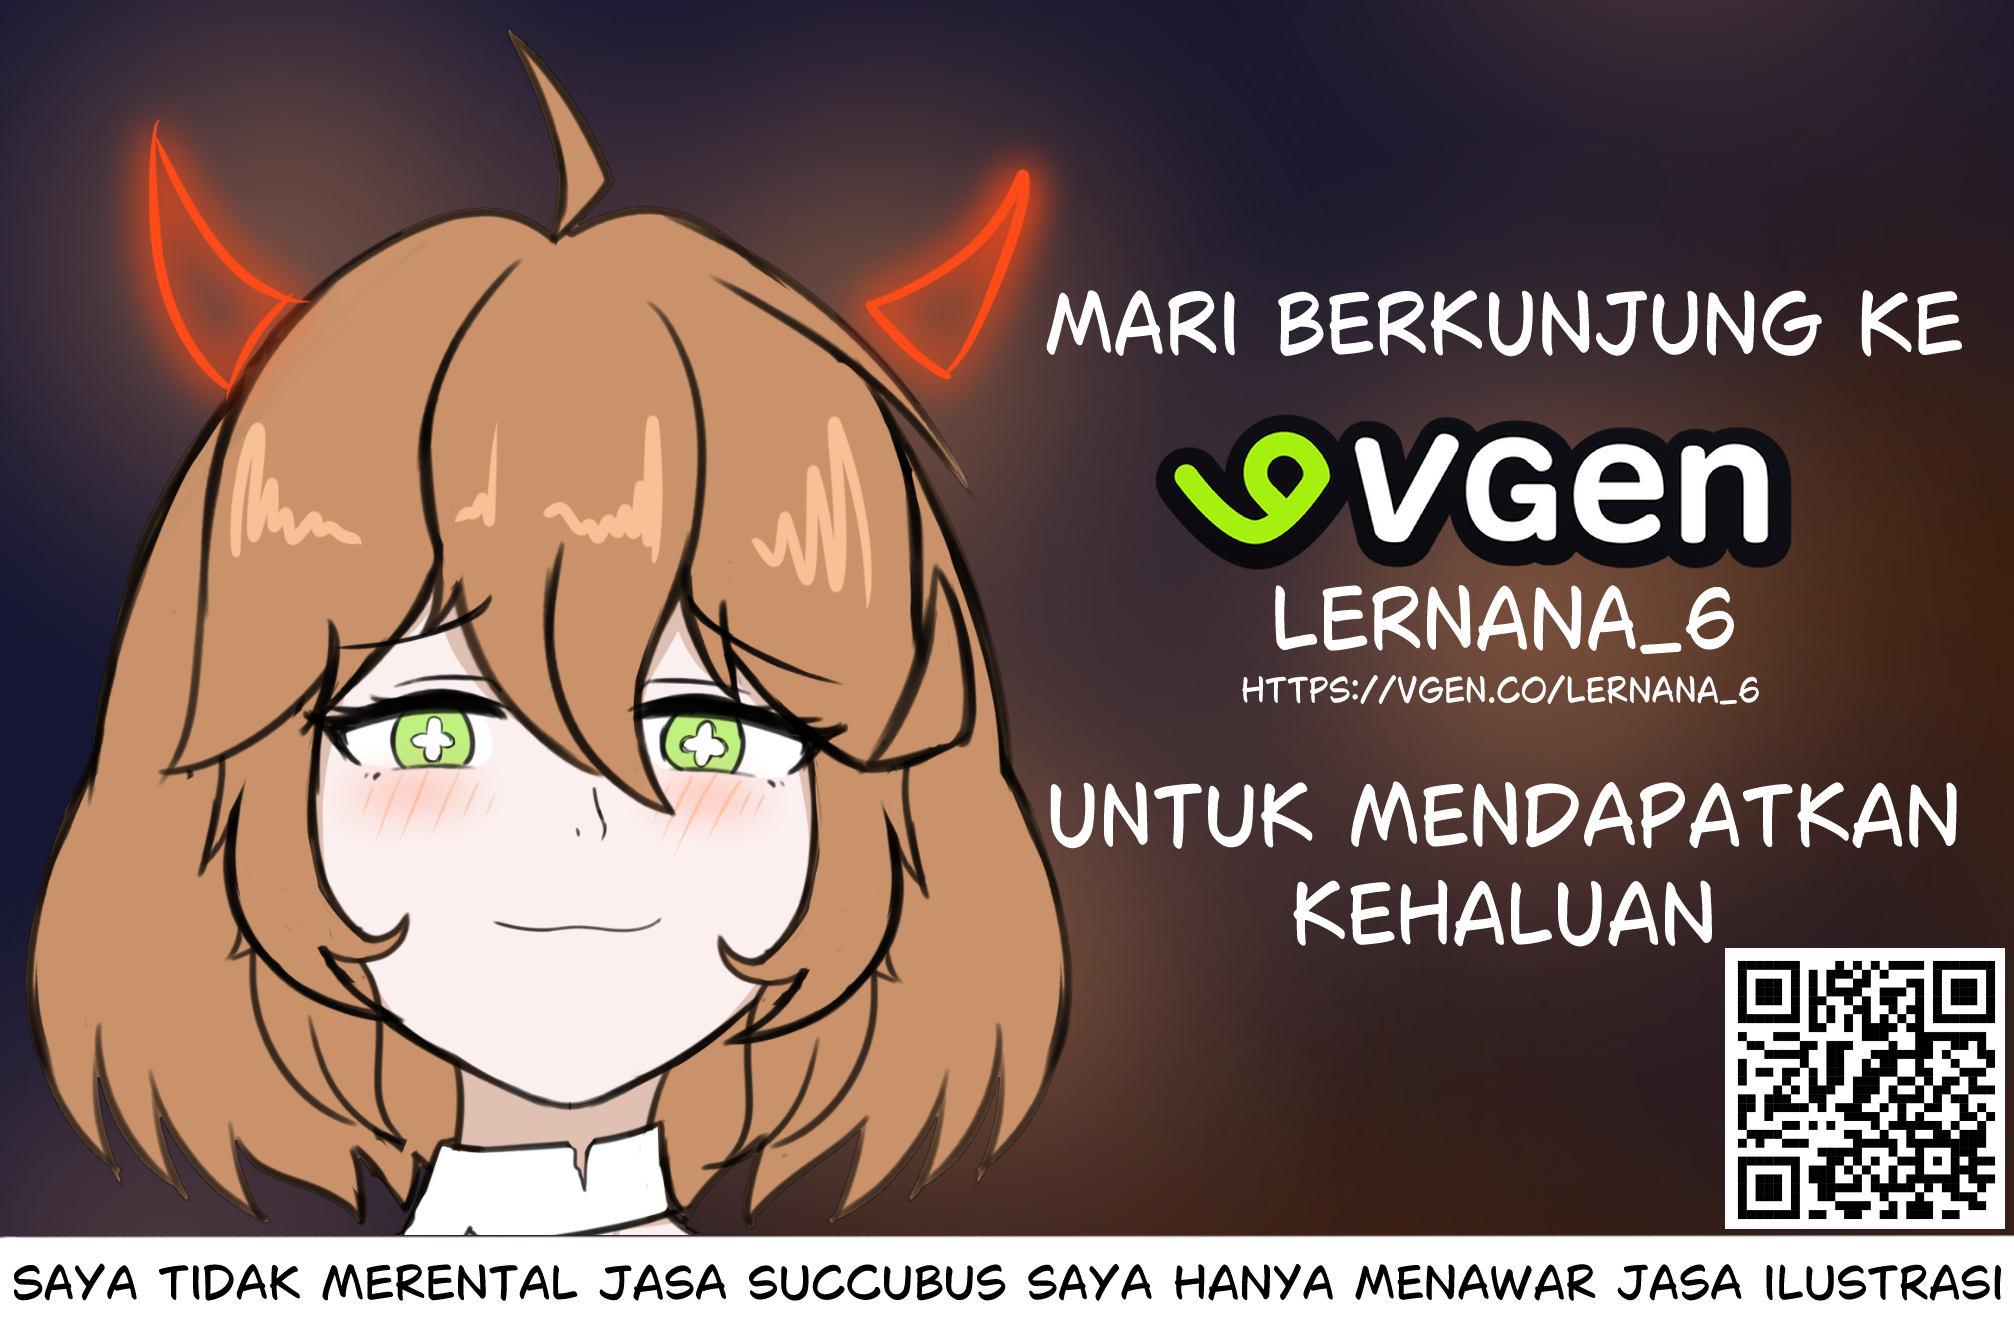 MARI BERKUNJUNG KE
VGen
LERNANA_6
HTTPS://VGEN.CO/LERNANA_6
UNTUK MENDAPATKAN
KEHALUAN
SAYA TIDAK MERENTAL JASA SUCCUBUS SAYA HANYA MENAWAR JASA ILUSTRASI